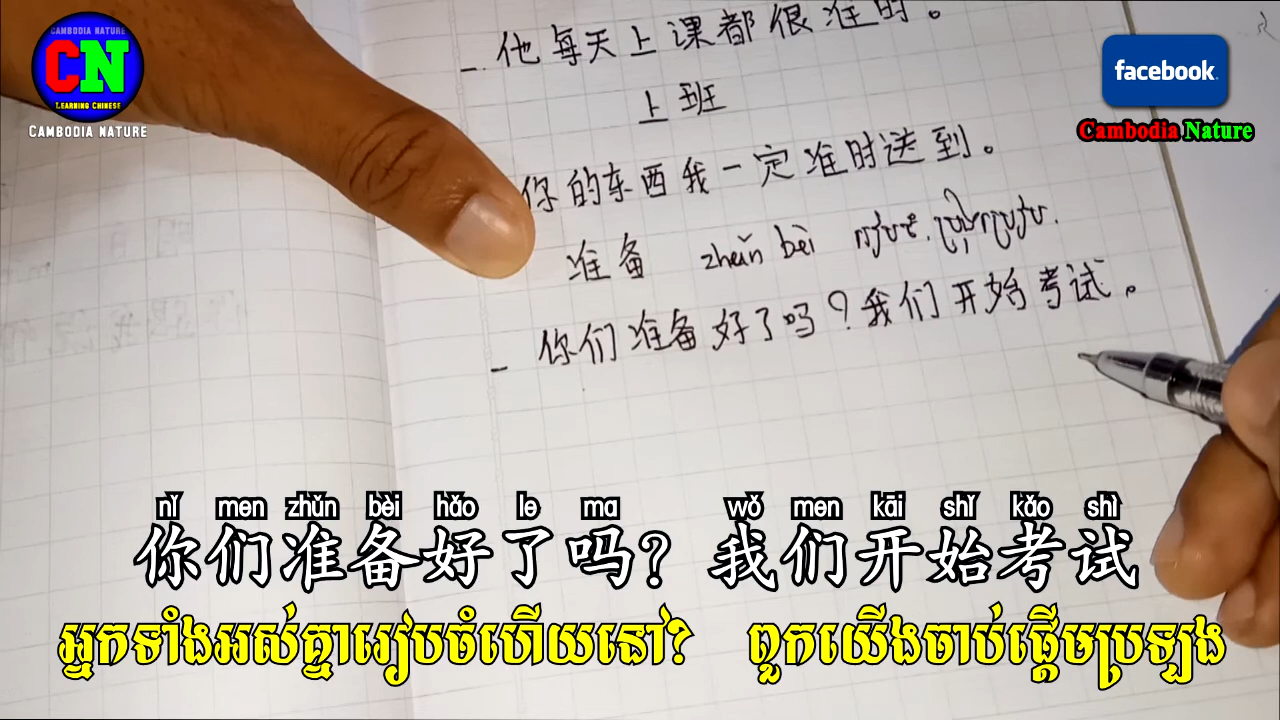 CAMBODIA NATURE
CN
LEARNING CHINESE
CAMBODIA NATURE
facebook
Cambodia Nature
_ 他每天上课都很准时。
上班
你的东西我一定准时送到。
准备 zhǔn bèi
_ 你们准备好了吗？我们开始考试。
nǐ men zhǔn bèi hǎo le ma wǒ men kāi shǐ kǎo shì
你们准备好了吗？我们开始考试
អ្នកទាំងអស់គ្នារៀបចំហើយនៅ? ពួកយើងចាប់ផ្ដើមប្រឡង